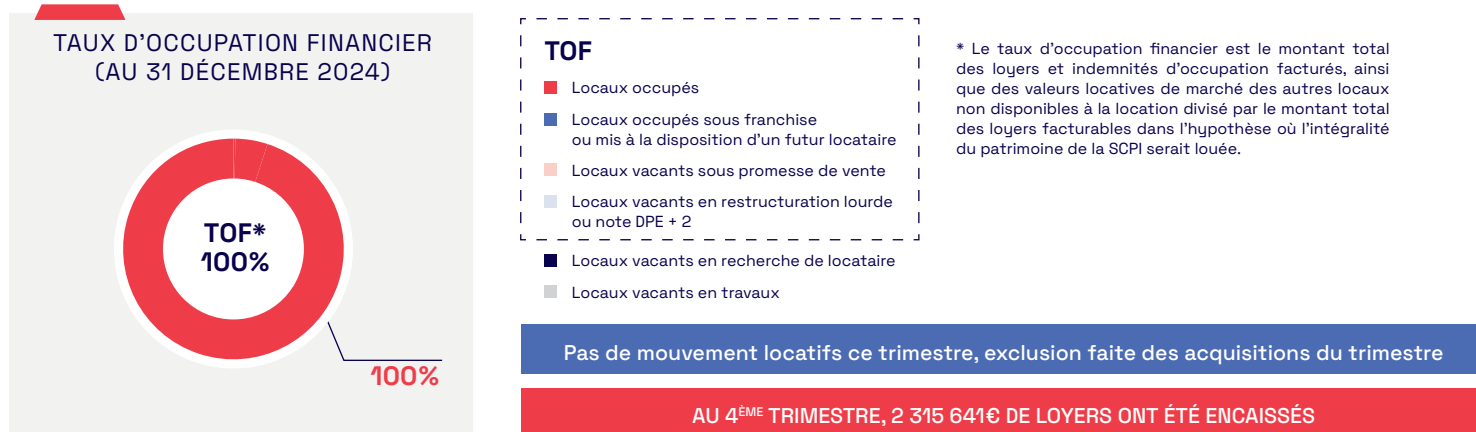 TAUX D'OCCUPATION FINANCIER
(AU 31 DÉCEMBRE 2024)
TOF*
100%
100%
TOF
Locaux occupés
Locaux occupés sous franchise
ou mis à la disposition d'un futur locataire
Locaux vacants sous promesse de vente
Locaux vacants en restructuration lourde
ou note DPE + 2
Locaux vacants en recherche de locataire
Locaux vacants en travaux
* Le taux d'occupation financier est le montant total
des loyers et indemnités d'occupation facturés, ainsi
que des valeurs locatives de marché des autres locaux
non disponibles à la location divisé par le montant total
des loyers facturables dans l'hypothèse où l'intégralité
du patrimoine de la SCPI serait louée.
Pas de mouvement locatifs ce trimestre, exclusion faite des acquisitions du trimestre
AU 4ÈME TRIMESTRE, 2 315 641€ DE LOYERS ONT ÉTÉ ENCAISSÉS